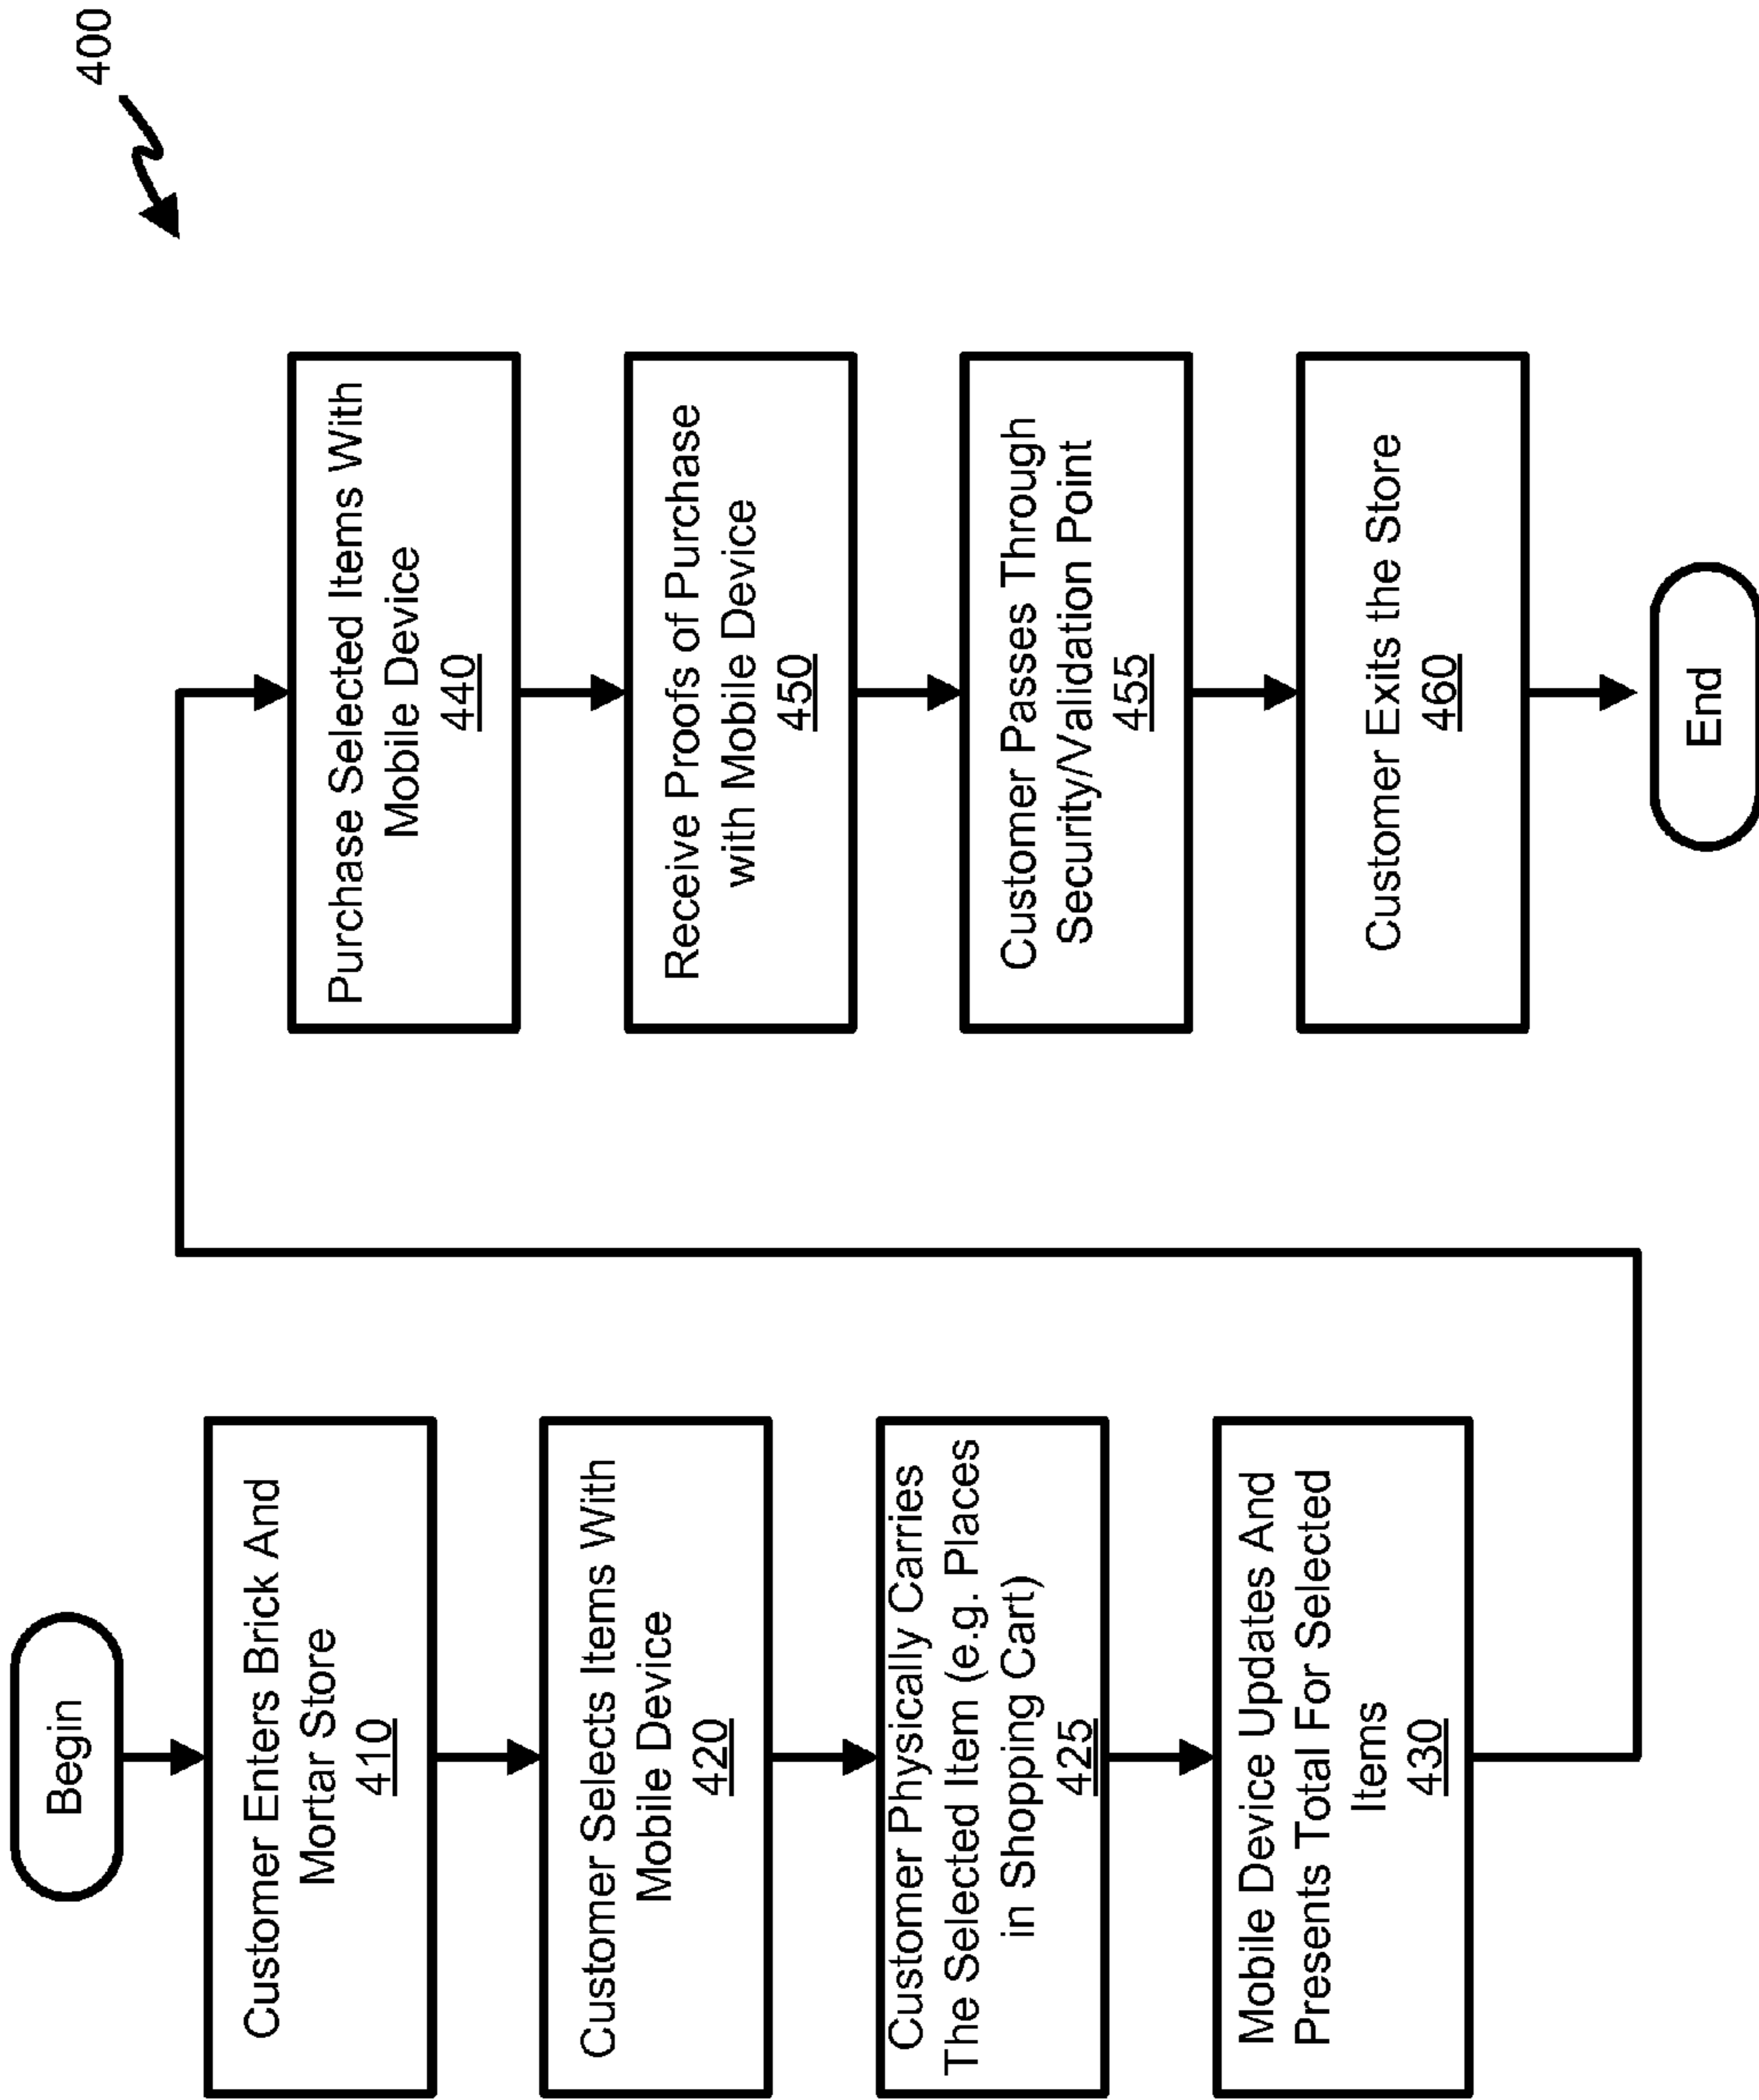 400
Begin
Customer Enters Brick And
Mortar Store
410
Customer Selects Items With
Mobile Device
420
Customer Physically Carries
The Selected Item (e.g. Places
in Shopping Cart)
425
Mobile Device Updates And
Presents Total For Selected
Items
430
Purchase Selected Items With
Mobile Device
440
Receive Proofs of Purchase
with Mobile Device
450
Customer Passes Through
Security/Validation Point
455
Customer Exits the Store
460
End